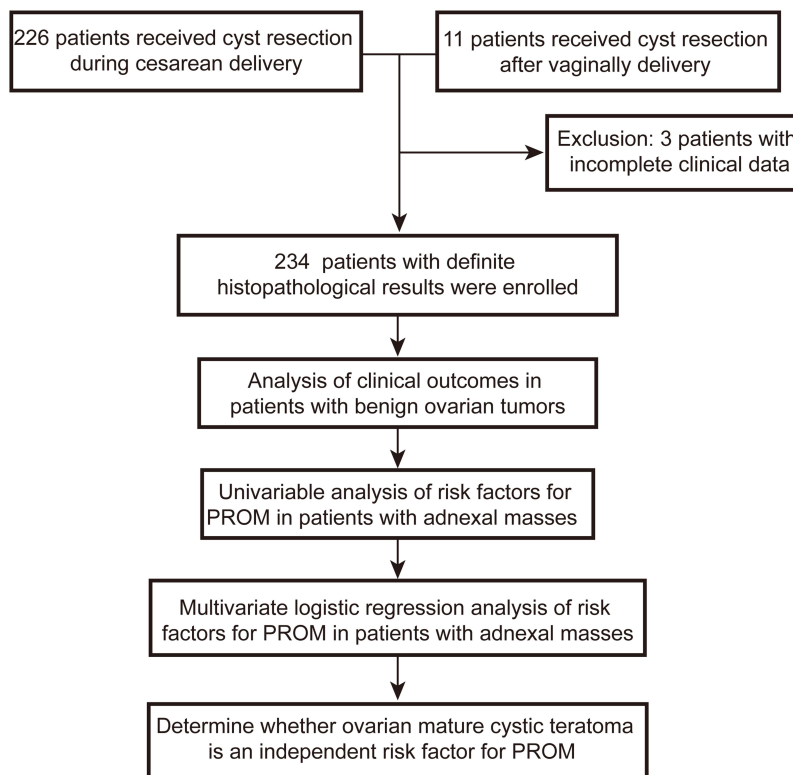 226 patients received cyst resection
during cesarean delivery
11 patients received cyst resection
after vaginally delivery
Exclusion: 3 patients with
incomplete clinical data
234 patients with definite
histopathological results were enrolled
Analysis of clinical outcomes in
patients with benign ovarian tumors
Univariable analysis of risk factors for
PROM in patients with adnexal masses
Multivariate logistic regression analysis of risk
factors for PROM in patients with adnexal masses
Determine whether ovarian mature cystic teratoma
is an independent risk factor for PROM